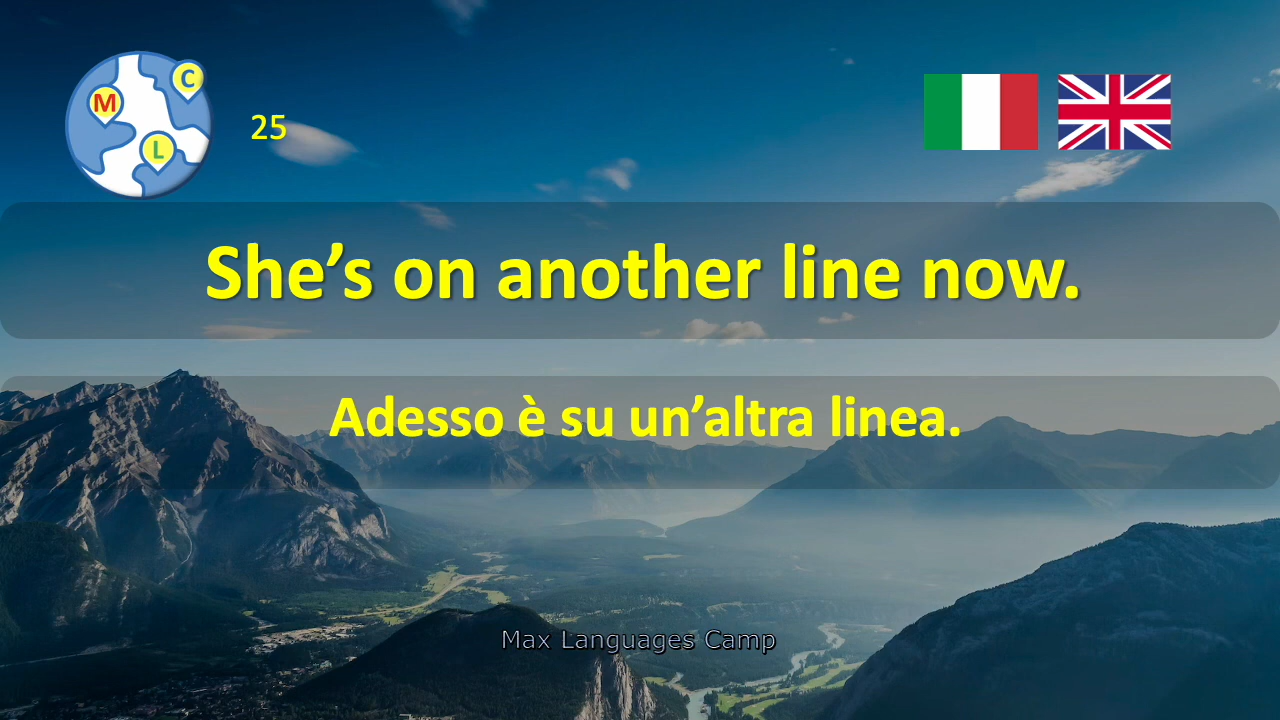 C
M
L
25
She’s on another line now.
Adesso è su un’altra linea.
Max Languages Camp